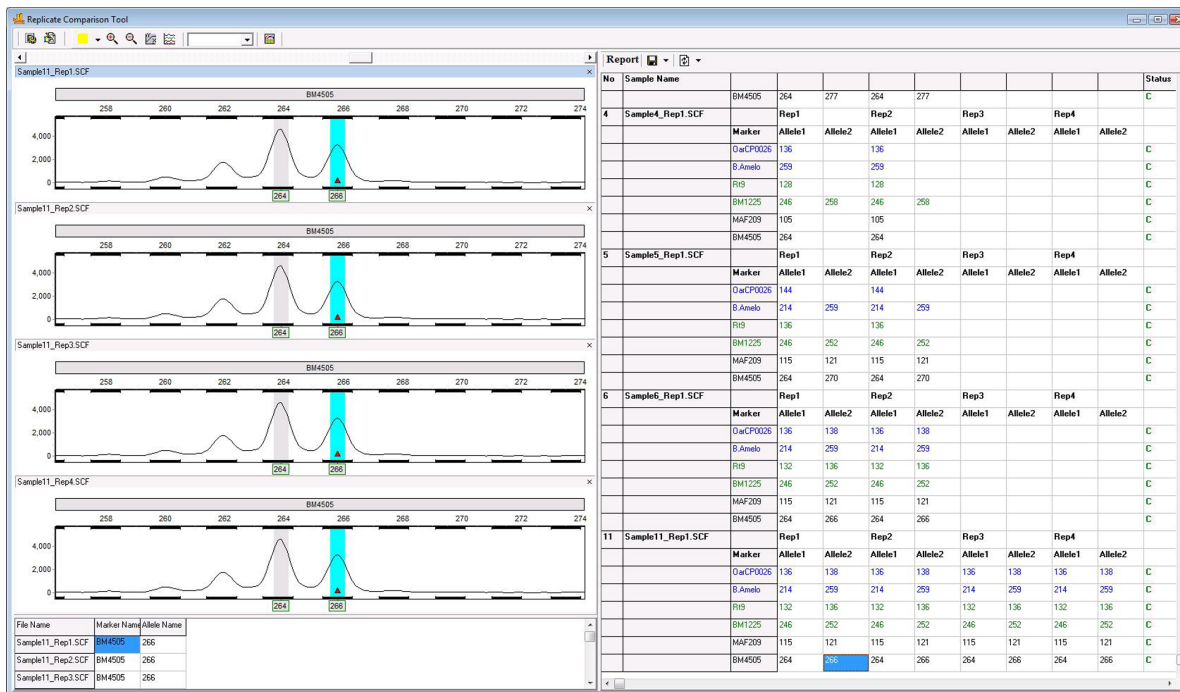 Replicate Comparison Tool
Sample11_Rep1.SCF
BM4505
258 260 262 264 266 268 270 272 274
4,000
2,000
0
264 266
Sample11_Rep2.SCF
BM4505
258 260 262 264 266 268 270 272 274
4,000
2,000
0
264 266
Sample11_Rep3.SCF
BM4505
258 260 262 264 266 268 270 272 274
4,000
2,000
0
264 266
Sample11_Rep4.SCF
BM4505
258 260 262 264 266 268 270 272 274
4,000
2,000
0
264 266
File Name Marker Name Allele Name
Sample11_Rep1.SCF BM4505 266
Sample11_Rep2.SCF BM4505 266
Sample11_Rep3.SCF BM4505 266
Report
No Sample Name Status
BM4505 264 277 264 277 C
4 Sample4_Rep1.SCF Rep1 Rep2 Rep3 Rep4
Marker Allele1 Allele2 Allele1 Allele2 Allele1 Allele2 Allele1 Allele2
OarCP0026 136 136 C
B.Amelo 259 259 C
Rt9 128 128 C
BM1225 246 258 246 258 C
MAF209 105 105 C
BM4505 264 264 C
5 Sample5_Rep1.SCF Rep1 Rep2 Rep3 Rep4
Marker Allele1 Allele2 Allele1 Allele2 Allele1 Allele2 Allele1 Allele2
OarCP0026 144 144 C
B.Amelo 214 259 214 259 C
Rt9 136 136 C
BM1225 246 252 246 252 C
MAF209 115 121 115 121 C
BM4505 264 270 264 270 C
6 Sample6_Rep1.SCF Rep1 Rep2 Rep3 Rep4
Marker Allele1 Allele2 Allele1 Allele2 Allele1 Allele2 Allele1 Allele2
OarCP0026 136 138 136 138 C
B.Amelo 214 259 214 259 C
Rt9 132 136 132 136 C
BM1225 246 252 246 252 C
MAF209 115 121 115 121 C
BM4505 264 266 264 266 C
11 Sample11_Rep1.SCF Rep1 Rep2 Rep3 Rep4
Marker Allele1 Allele2 Allele1 Allele2 Allele1 Allele2 Allele1 Allele2
OarCP0026 136 138 136 138 136 138 136 138 C
B.Amelo 214 259 214 259 214 259 214 259 C
Rt9 132 136 132 136 132 136 132 136 C
BM1225 246 252 246 252 246 252 246 252 C
MAF209 115 121 115 121 115 121 115 121 C
BM4505 264 266 264 266 264 266 264 266 C